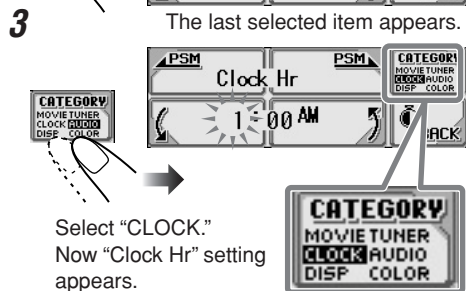 3
The last selected item appears.
PSM
PSM
Clock Hr
CATEGORY
MOVIE TUNER
CLOCK AUDIO
DISP COLOR
1:00 AM
BACK
CATEGORY
MOVIE TUNER
CLOCK AUDIO
DISP COLOR
Select “CLOCK.”
Now “Clock Hr” setting
appears.
CATEGORY
MOVIE TUNER
CLOCK AUDIO
DISP COLOR